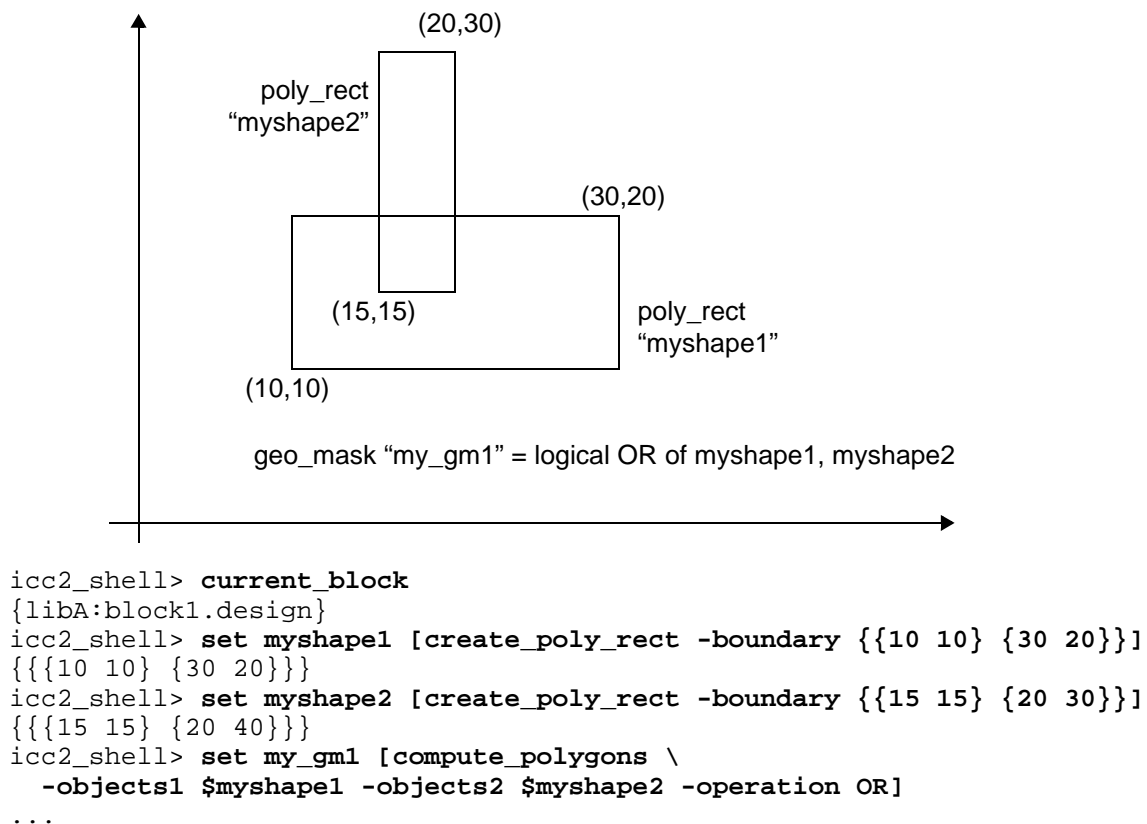 (20,30)
poly_rect
“myshape2”
(30,20)
(15,15)
poly_rect
“myshape1”
(10,10)
geo_mask “my_gm1” = logical OR of myshape1, myshape2
icc2_shell> current_block
{libA:block1.design}
icc2_shell> set myshape1 [create_poly_rect -boundary {{10 10} {30 20}}]
{{{10 10} {30 20}}}
icc2_shell> set myshape2 [create_poly_rect -boundary {{15 15} {20 30}}]
{{{15 15} {20 40}}}
icc2_shell> set my_gm1 [compute_polygons \
-objects1 $myshape1 -objects2 $myshape2 -operation OR]
...